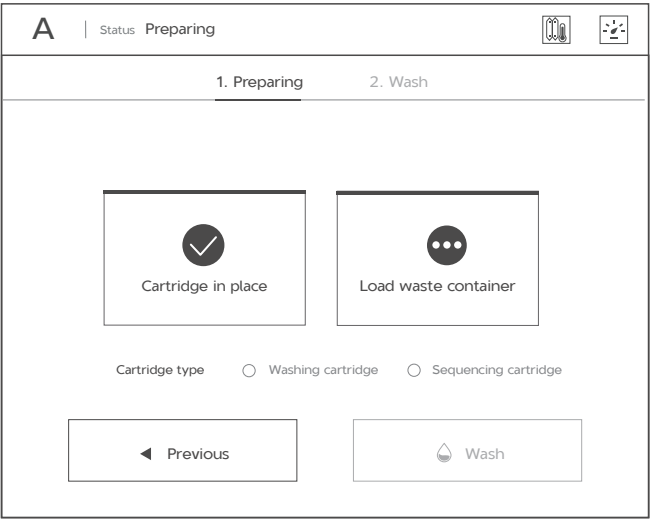 A Status Preparing
1. Preparing 2. Wash
Cartridge in place Load waste container
Cartridge type Washing cartridge Sequencing cartridge
Previous Wash